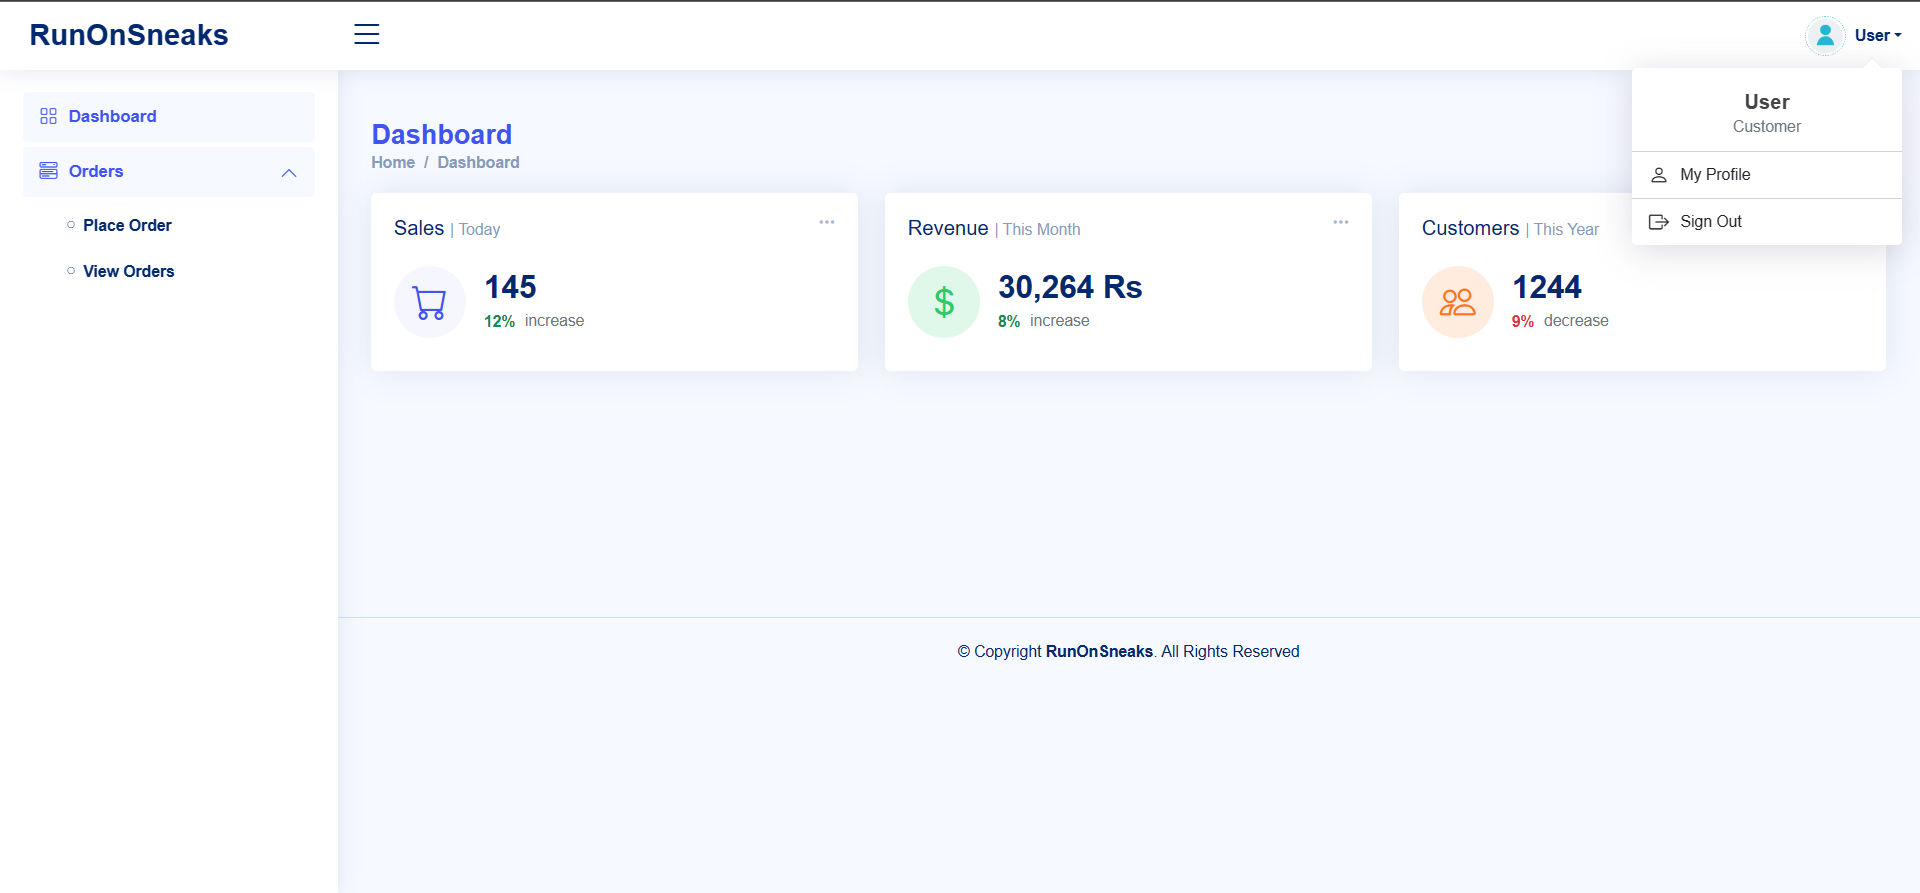 RunOnSneaks
User
User
Customer
My Profile
Sign Out
Dashboard
Orders
Place Order
View Orders
Dashboard
Home / Dashboard
Sales | Today
145
12% increase
Revenue | This Month
$
30,264 Rs
8% increase
Customers | This Year
1244
9% decrease
© Copyright RunOnSneaks. All Rights Reserved